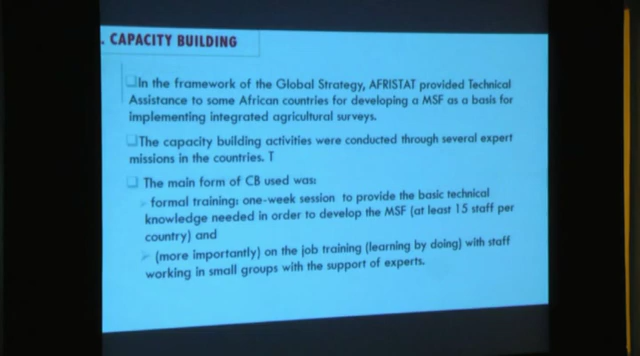 . CAPACITY BUILDING
In the framework of the Global Strategy, AFRISTAT provided Technical
Assistance to some African countries for developing a MSF as a basis for
implementing integrated agricultural surveys.
The capacity building activities were conducted through several expert
missions in the countries. T
The main form of CB used was:
formal training: one-week session to provide the basic technical
knowledge needed in order to develop the MSF (at least 15 staff per
country) and
(more importantly) on the job training (learning by doing) with staff
working in small groups with the support of experts.